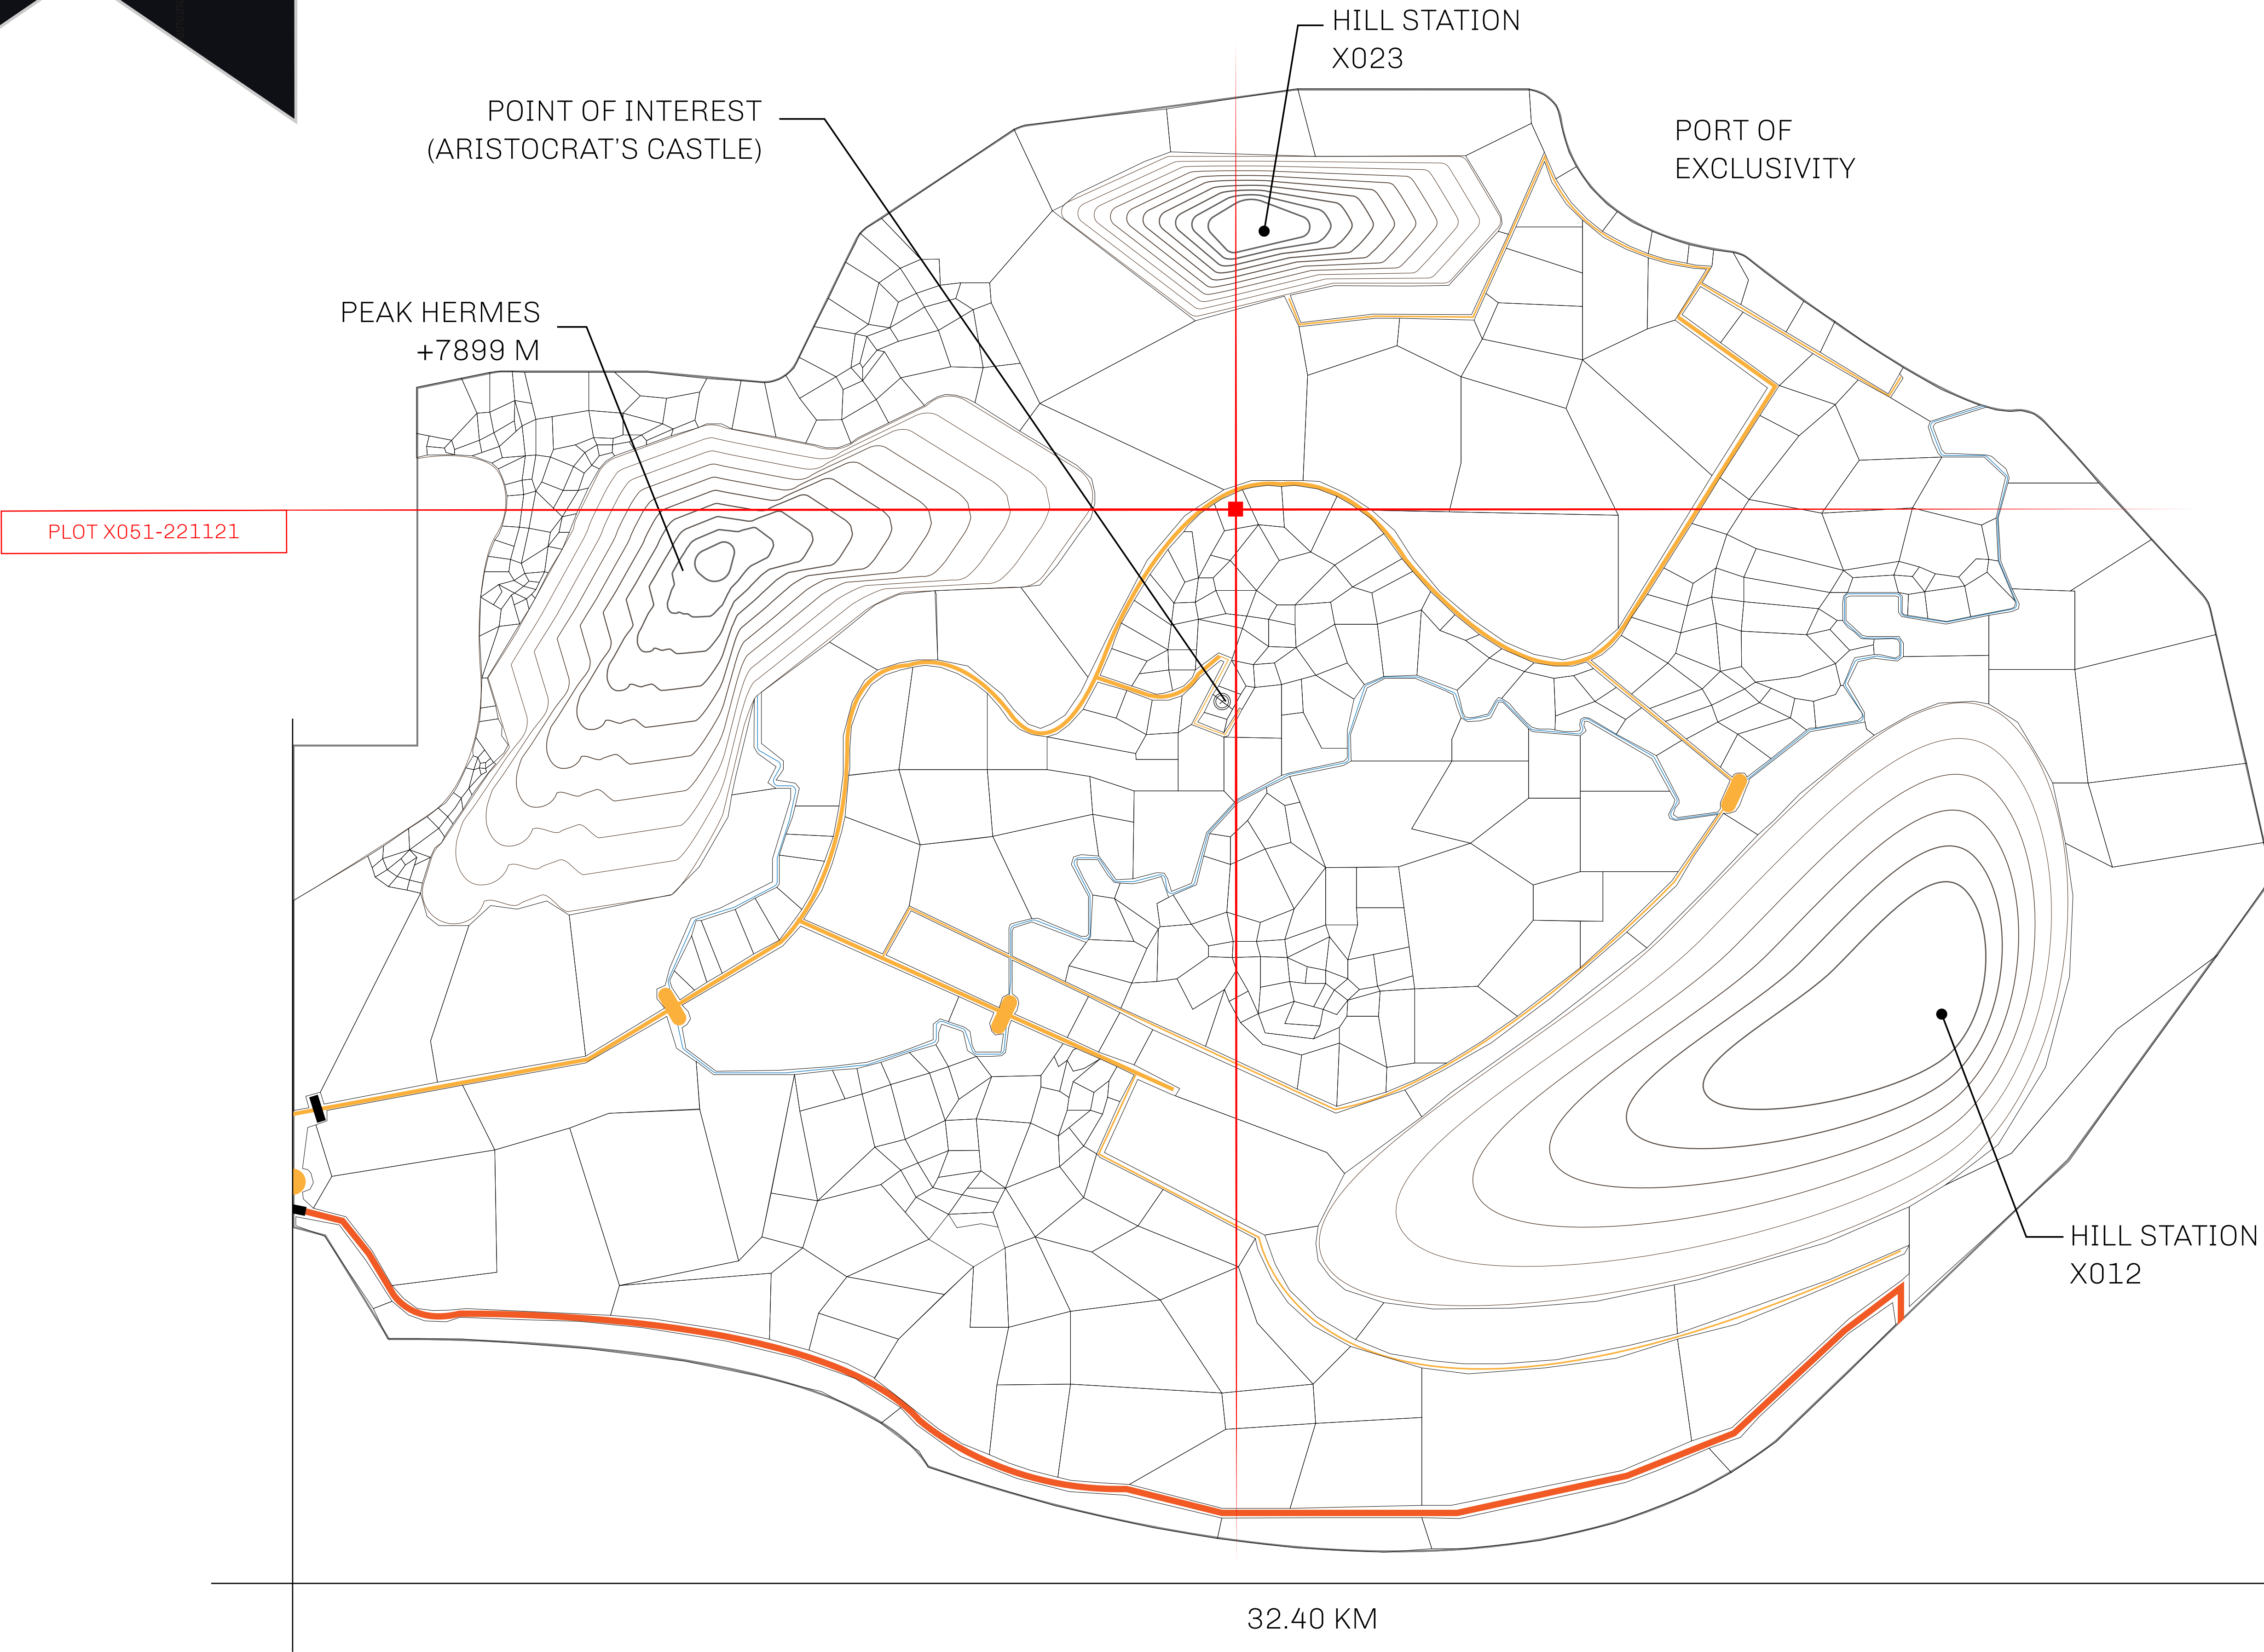 HILL STATION
X023
POINT OF INTEREST
(ARISTOCRAT'S CASTLE)
PORT OF
EXCLUSIVITY
PEAK HERMES
+7899 M
PLOT X051-221121
HILL STATION
X012
32.40 KM